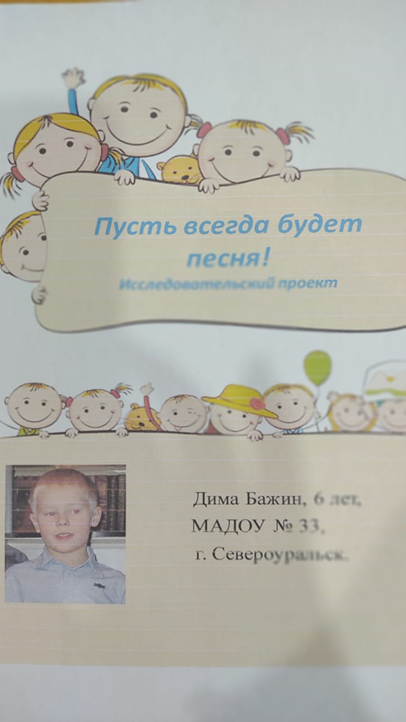 Пусть всегда будет
песня!
Исследовательский проект
Дима Бажин, 6 лет,
МАДОУ № 33,
г. Североуральск.